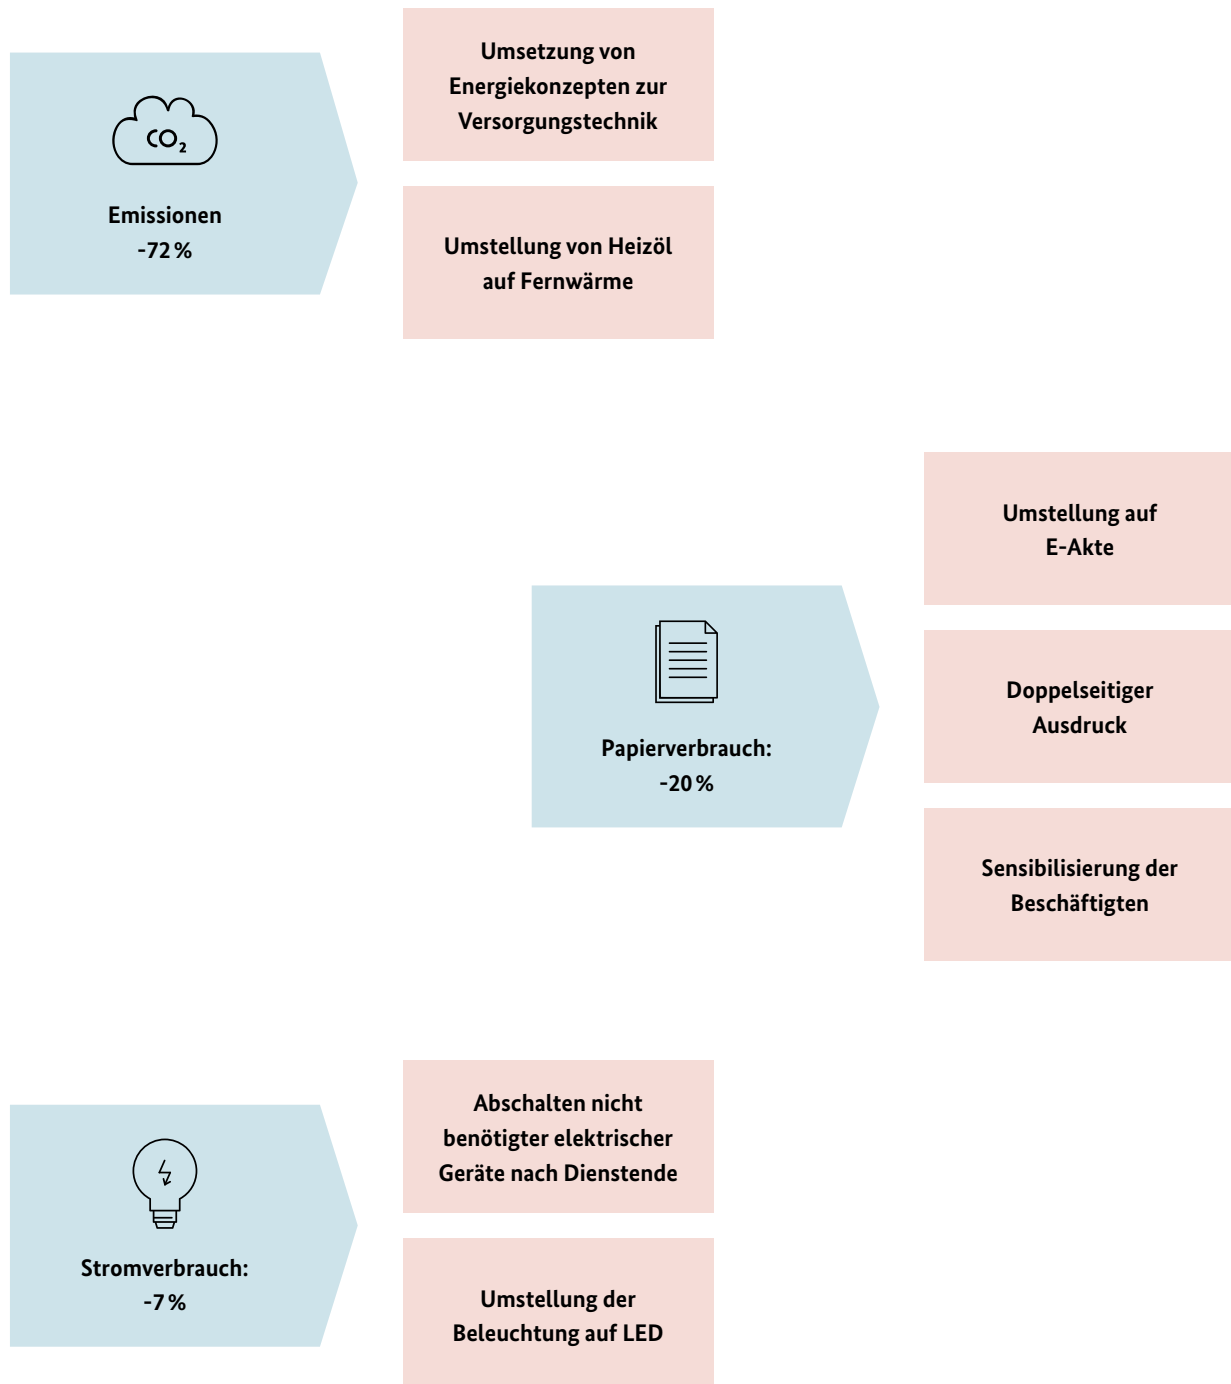 CO₂
Emissionen
-72 %
Umsetzung von
Energiekonzepten zur
Versorgungstechnik
Umstellung von Heizöl
auf Fernwärme
Papierverbrauch:
-20 %
Umstellung auf
E-Akte
Doppelseitiger
Ausdruck
Sensibilisierung der
Beschäftigten
Stromverbrauch:
-7 %
Abschalten nicht
benötigter elektrischer
Geräte nach Dienstende
Umstellung der
Beleuchtung auf LED